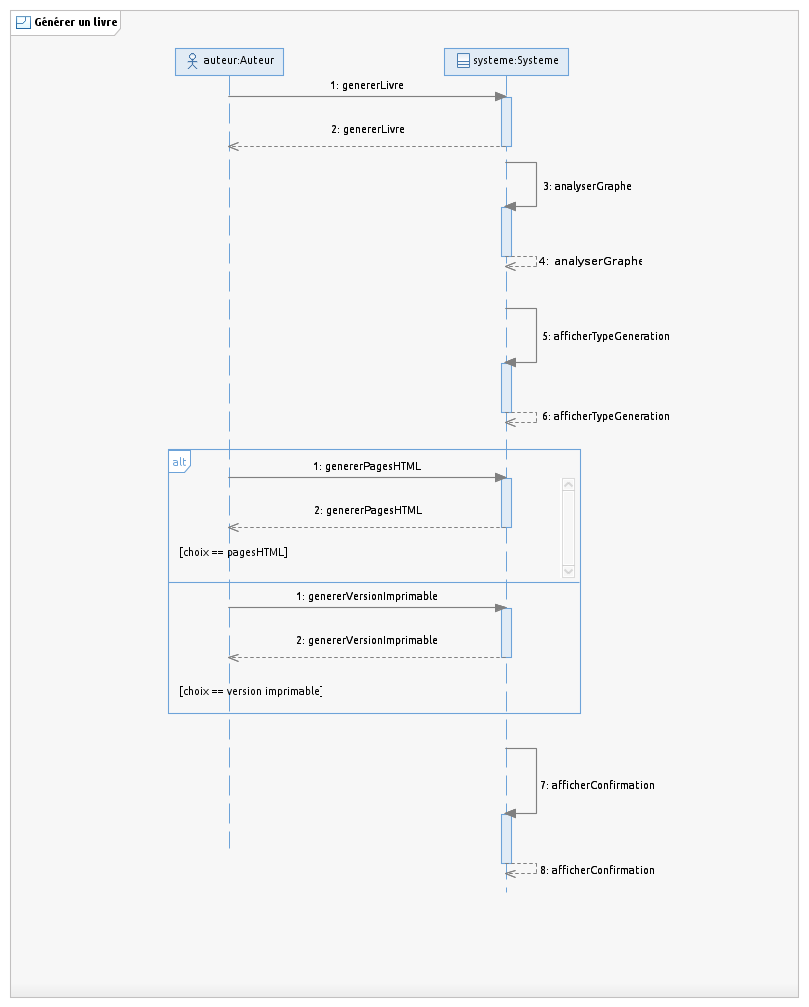 Générer un livre
auteur:Auteur
systeme:Systeme
1: genererLivre
2: genererLivre
3: analyserGraphe
4: analyserGraphe
5: afficherTypeGeneration
6: afficherTypeGeneration
alt
1: genererPagesHTML
2: genererPagesHTML
[choix == pagesHTML]
1: genererVersionImprimable
2: genererVersionImprimable
[choix == version imprimable]
7: afficherConfirmation
8: afficherConfirmation